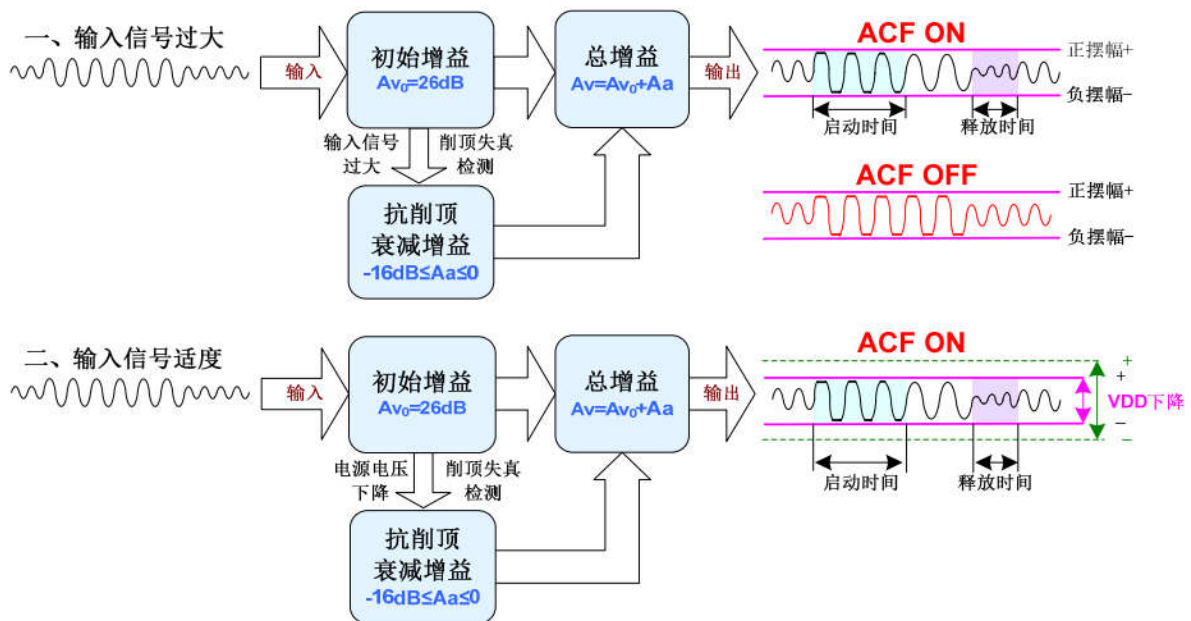 一、输入信号过大
输入
初始增益
Av₀=26dB
总增益
Av=Av₀+Aa
输出
ACF ON
正摆幅+
负摆幅−
启动时间
释放时间
输入信号
过大
削顶失真
检测
抗削顶
衰减增益
-16dB≤Aa≤0
ACF OFF
正摆幅+
负摆幅−
二、输入信号适度
输入
初始增益
Av₀=26dB
总增益
Av=Av₀+Aa
输出
ACF ON
+
+
VDD下降
−
−
启动时间
释放时间
电源电压
下降
削顶失真
检测
抗削顶
衰减增益
-16dB≤Aa≤0